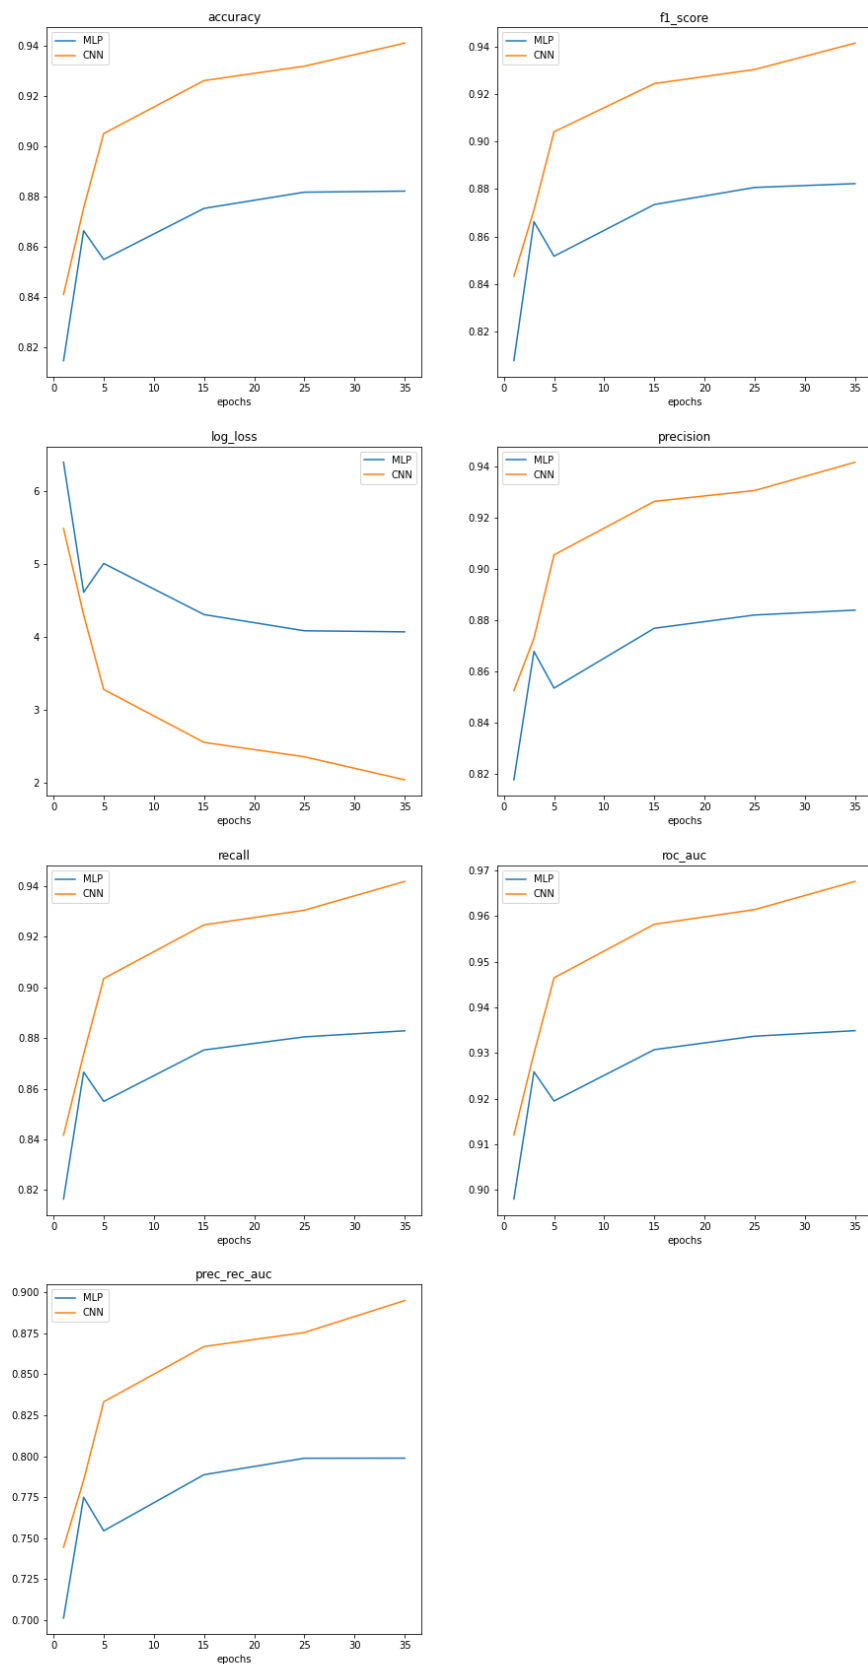 accuracy
MLP
CNN
0.94
0.92
0.90
0.88
0.86
0.84
0.82
0 5 10 15 20 25 30 35
epochs
f1_score
MLP
CNN
0.94
0.92
0.90
0.88
0.86
0.84
0.82
0 5 10 15 20 25 30 35
epochs
log_loss
MLP
CNN
6
5
4
3
2
0 5 10 15 20 25 30 35
epochs
precision
MLP
CNN
0.94
0.92
0.90
0.88
0.86
0.84
0.82
0 5 10 15 20 25 30 35
epochs
recall
MLP
CNN
0.94
0.92
0.90
0.88
0.86
0.84
0.82
0 5 10 15 20 25 30 35
epochs
roc_auc
MLP
CNN
0.97
0.96
0.95
0.94
0.93
0.92
0.91
0.90
0 5 10 15 20 25 30 35
epochs
prec_rec_auc
MLP
CNN
0.900
0.875
0.850
0.825
0.800
0.775
0.750
0.725
0.700
0 5 10 15 20 25 30 35
epochs